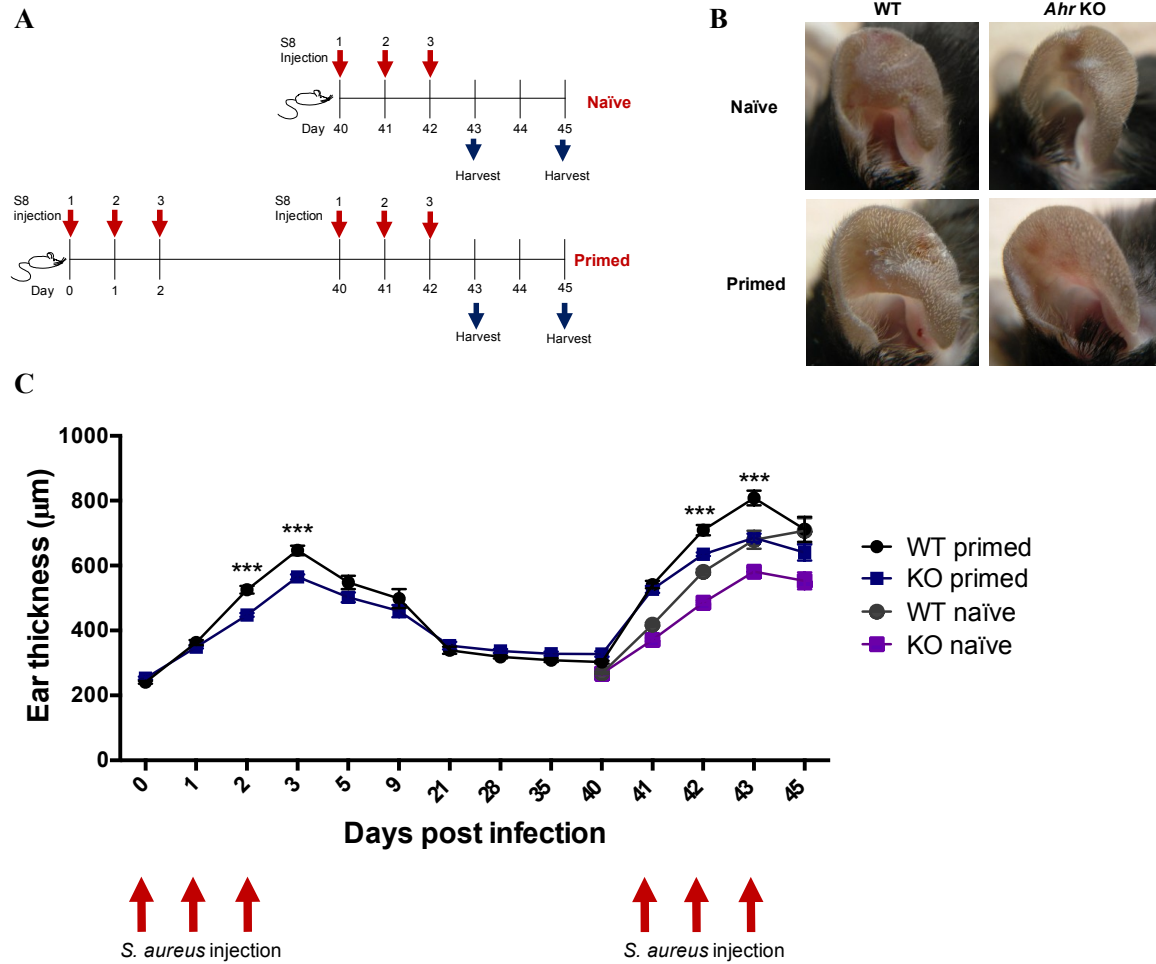 A
S8
Injection
1 2 3
Naïve
Day 40 41 42 43 44 45
Harvest Harvest
S8
injection
1 2 3
S8
Injection
1 2 3
Primed
Day 0 1 2 40 41 42 43 44 45
Harvest Harvest
B
WT Ahr KO
Naïve
Primed
C
Ear thickness (μm)
1000
800
600
400
200
0
*** *** *** ***
WT primed
KO primed
WT naïve
KO naïve
0 1 2 3 5 9 21 28 35 40 41 42 43 45
Days post infection
S. aureus injection S. aureus injection